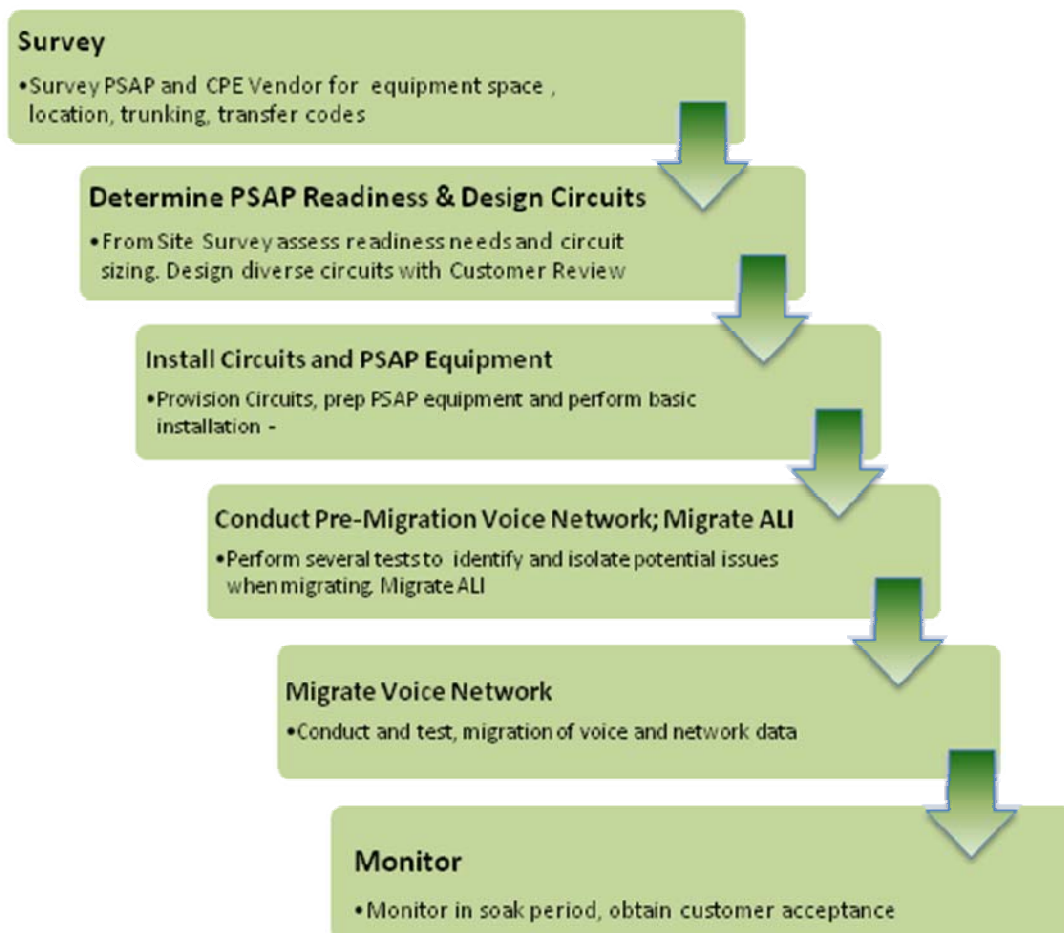 Survey
•Survey PSAP and CPE Vendor for equipment space ,
location, trunking, transfer codes
Determine PSAP Readiness & Design Circuits
•From Site Survey assess readiness needs and circuit
sizing. Design diverse circuits with Customer Review
Install Circuits and PSAP Equipment
•Provision Circuits, prep PSAP equipment and perform basic
installation -
Conduct Pre-Migration Voice Network; Migrate ALI
•Perform several tests to identify and isolate potential issues
when migrating. Migrate ALI
Migrate Voice Network
•Conduct and test, migration of voice and network data
Monitor
•Monitor in soak period, obtain customer acceptance